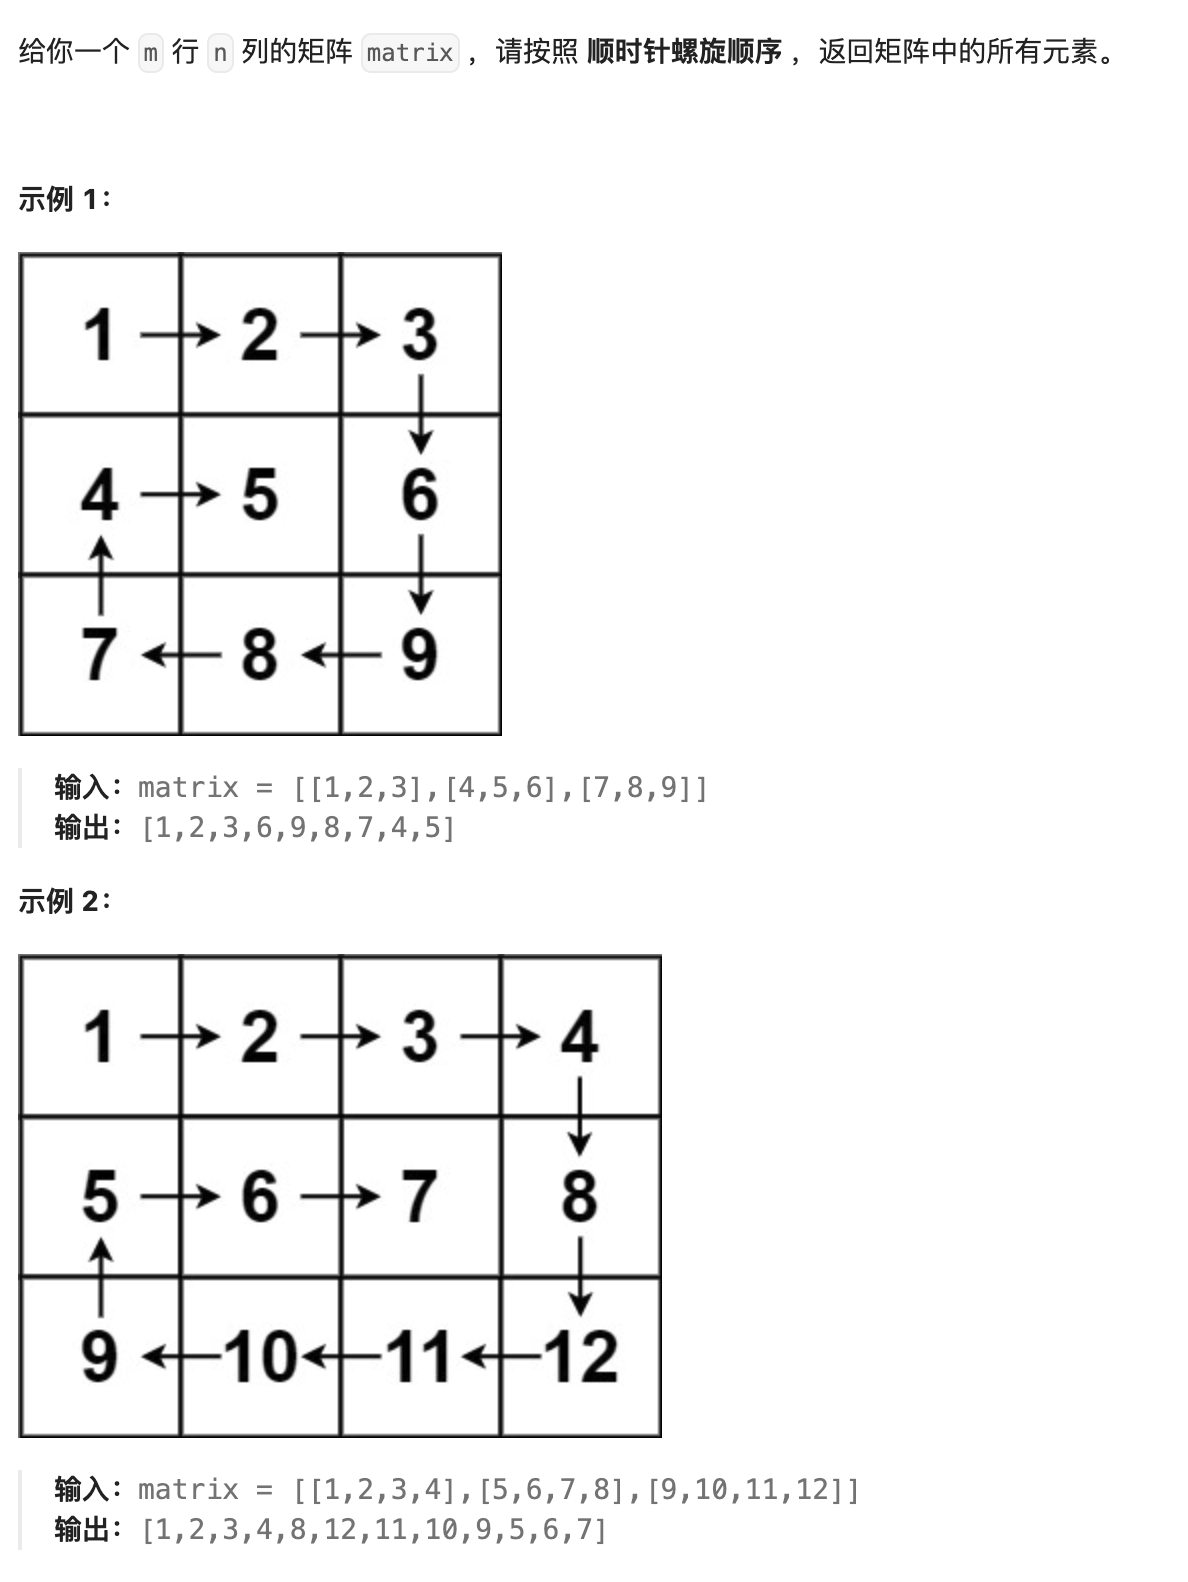 给你一个 m 行 n 列的矩阵 matrix ，请按照 顺时针螺旋顺序 ，返回矩阵中的所有元素。
示例 1：
1 2 3
4 5 6
7 8 9
输入：matrix = [[1,2,3],[4,5,6],[7,8,9]]
输出：[1,2,3,6,9,8,7,4,5]
示例 2：
1 2 3 4
5 6 7 8
9 10 11 12
输入：matrix = [[1,2,3,4],[5,6,7,8],[9,10,11,12]]
输出：[1,2,3,4,8,12,11,10,9,5,6,7]